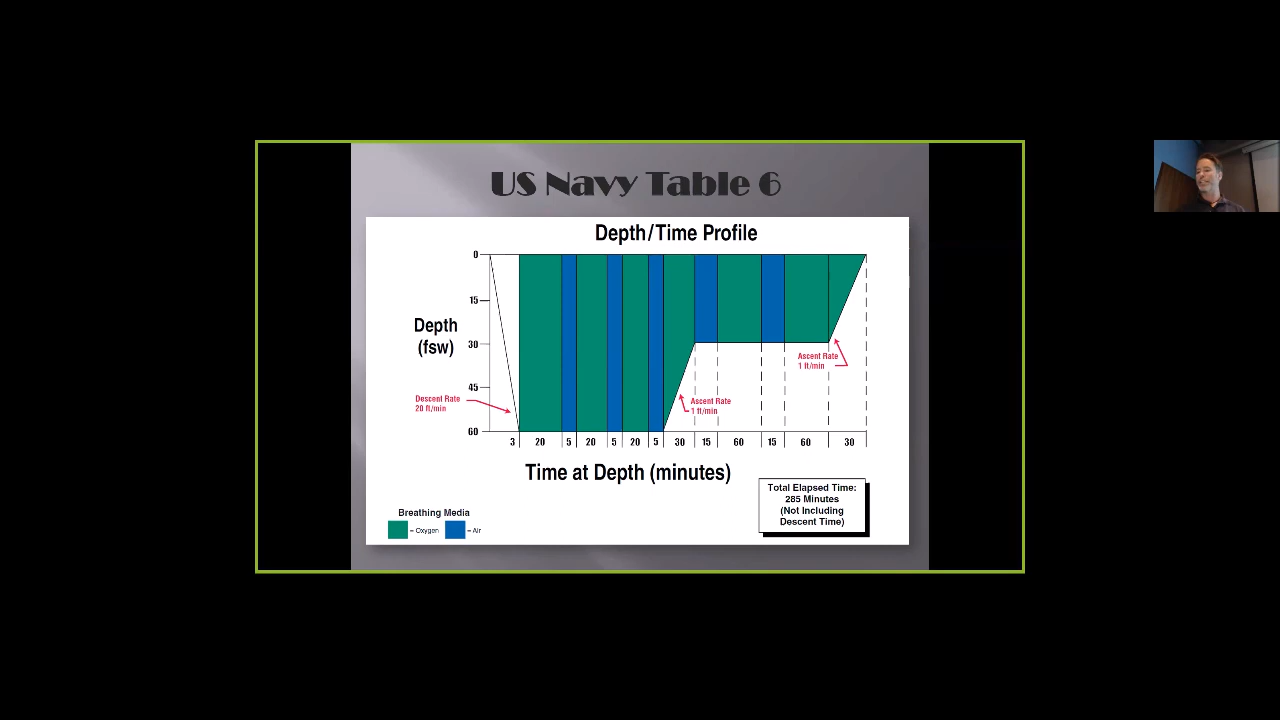 US Navy Table 6
Depth/Time Profile
0
15
30
45
60
Depth
(fsw)
Descent Rate
20 ft/min
Ascent Rate
1 ft/min
Ascent Rate
1 ft/min
3 20 5 20 5 20 5 30 15 60 15 60 30
Time at Depth (minutes)
Total Elapsed Time:
285 Minutes
(Not Including
Descent Time)
Breathing Media
= Oxygen = Air